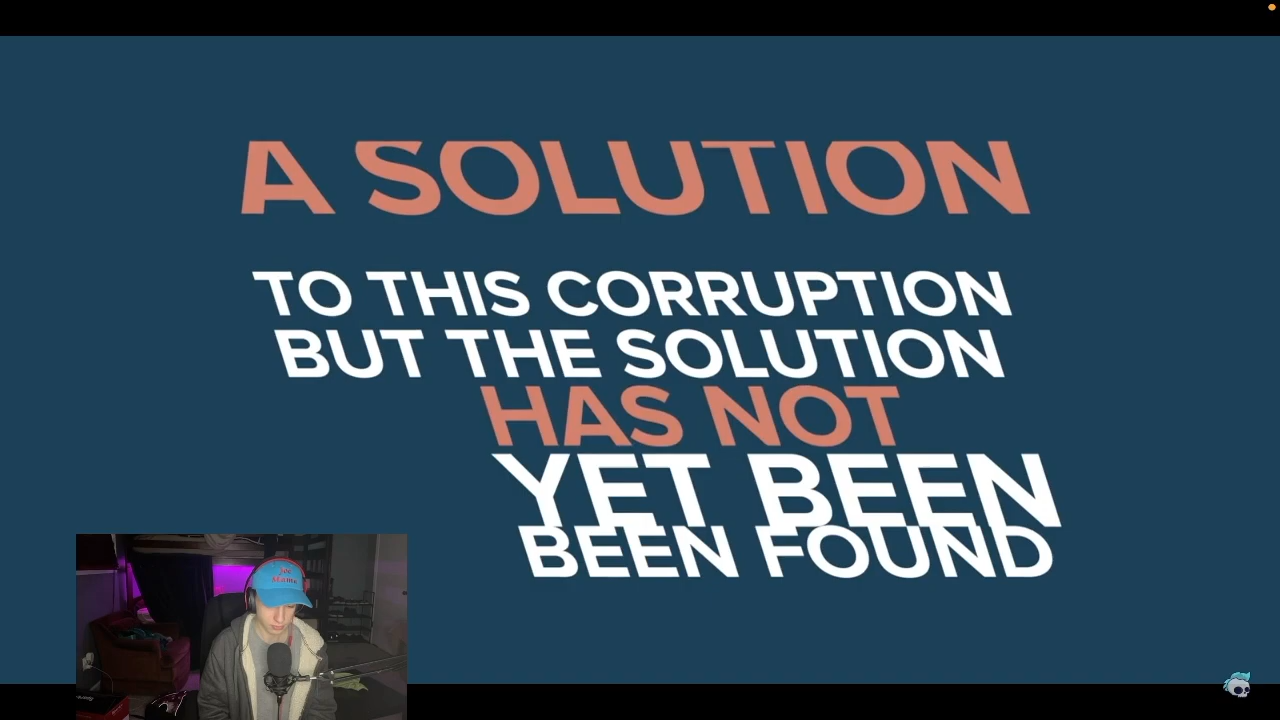 A SOLUTION
TO THIS CORRUPTION
BUT THE SOLUTION
HAS NOT
YET BEEN
BEEN FOUND